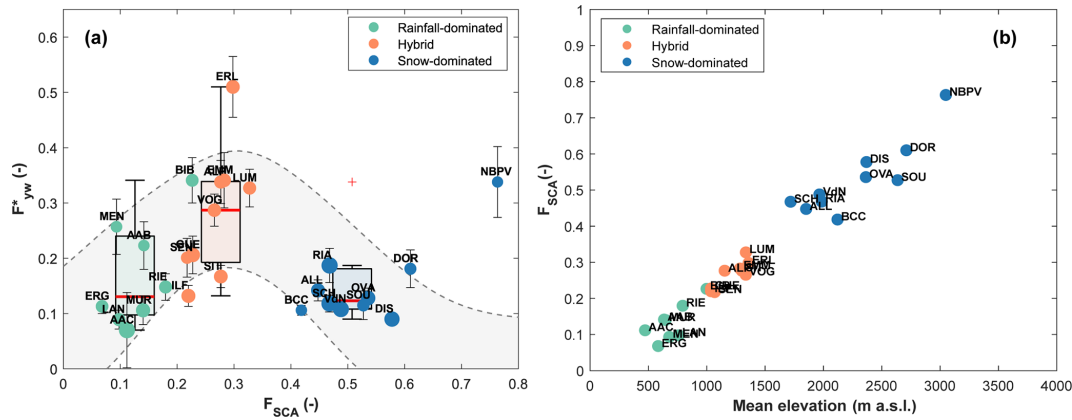 (a)
Rainfall-dominated
Hybrid
Snow-dominated
ERL
BIB
EMM
LUM
NBPV
MEN
VOG
AAB
SEN
RIA
DOR
RIE
ILF
ALL
OVA
ERG
MUR
SCH
SOU
LAN
BCC
VdN
DIS
AAC
0.6
0.5
0.4
0.3
0.2
0.1
0
F*yw (-)
0 0.1 0.2 0.3 0.4 0.5 0.6 0.7 0.8
FSCA (-)
(b)
Rainfall-dominated
Hybrid
Snow-dominated
NBPV
DOR
DIS
OVA
SOU
VdN
SCH
RIA
ALL
BCC
LUM
ERL
VOG
SEN
RIE
AAC
LAN
MEN
ERG
1
0.9
0.8
0.7
0.6
0.5
0.4
0.3
0.2
0.1
0
FSCA(-)
0 500 1000 1500 2000 2500 3000 3500 4000
Mean elevation (m a.s.l.)